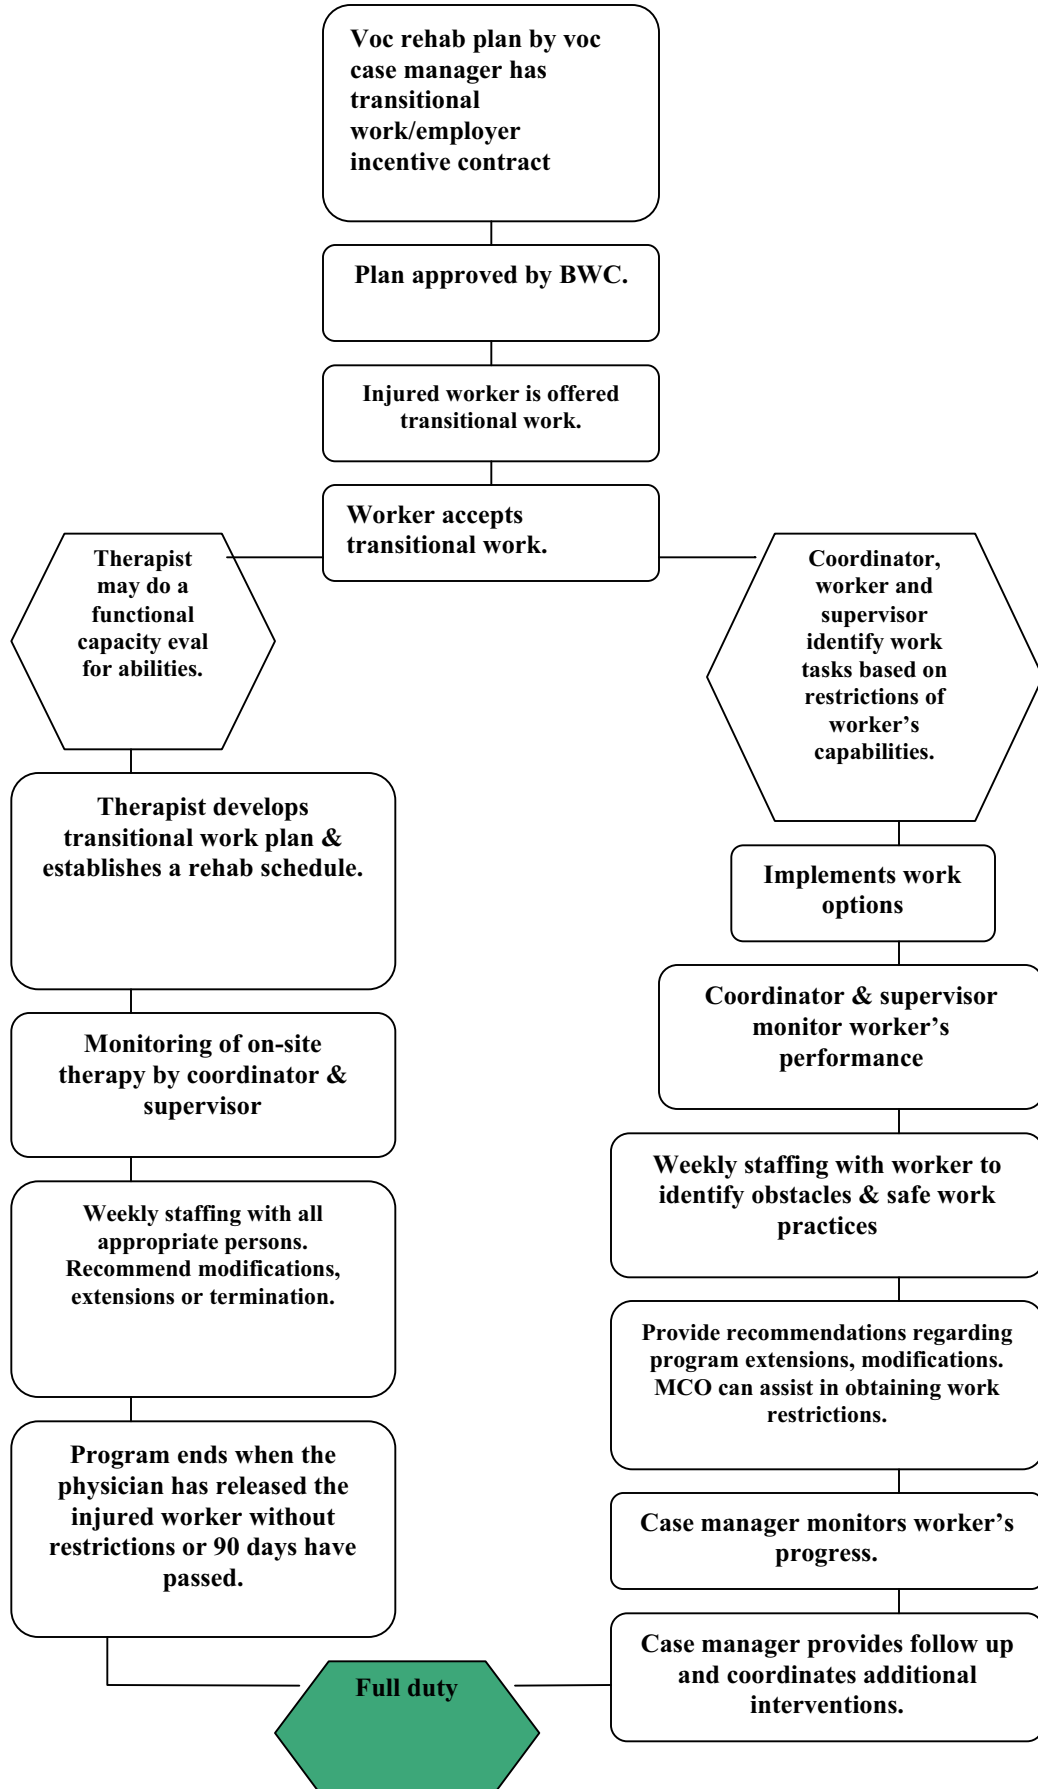 Voc rehab plan by voc
case manager has
transitional
work/employer
incentive contract
Plan approved by BWC.
Injured worker is offered
transitional work.
Worker accepts
transitional work.
Therapist
may do a
functional
capacity eval
for abilities.
Therapist develops
transitional work plan &
establishes a rehab schedule.
Monitoring of on-site
therapy by coordinator &
supervisor
Weekly staffing with all
appropriate persons.
Recommend modifications,
extensions or termination.
Program ends when the
physician has released the
injured worker without
restrictions or 90 days have
passed.
Coordinator,
worker and
supervisor
identify work
tasks based on
restrictions of
worker’s
capabilities.
Implements work
options
Coordinator & supervisor
monitor worker’s
performance
Weekly staffing with worker to
identify obstacles & safe work
practices
Provide recommendations regarding
program extensions, modifications.
MCO can assist in obtaining work
restrictions.
Case manager monitors worker’s
progress.
Case manager provides follow up
and coordinates additional
interventions.
Full duty